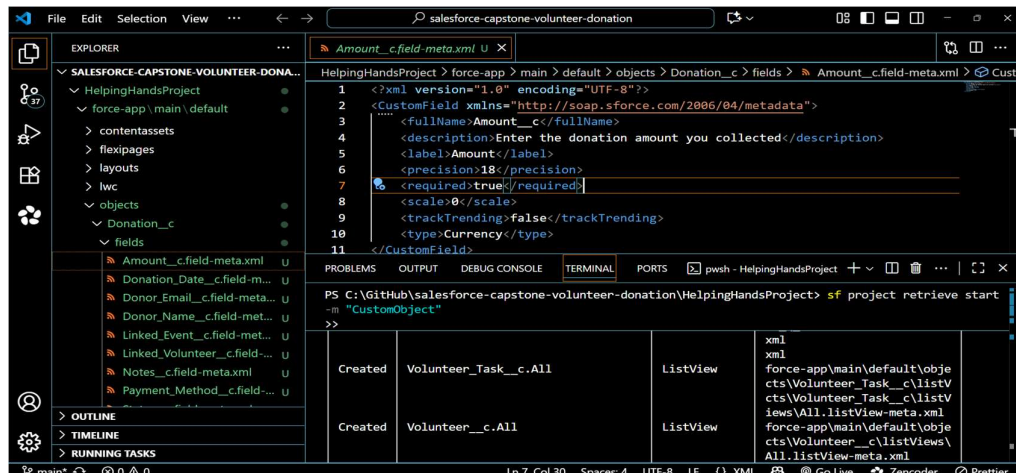 File Edit Selection View ··· ← → salesforce-capstone-volunteer-donation
EXPLORER ···
SALESFORCE-CAPSTONE-VOLUNTEER-DONA...
HelpingHandsProject
force-app\main\default
contentassets
flexipages
layouts
lwc
objects
Donation__c
fields
Amount__c.field-meta.xml U
Donation_Date__c.field-m... U
Donor_Email__c.field-meta... U
Donor_Name__c.field-met... U
Linked_Event__c.field-met... U
Linked_Volunteer__c.field-... U
Notes__c.field-meta.xml U
Payment_Method__c.field-... U
OUTLINE
TIMELINE
RUNNING TASKS
37
Amount__c.field-meta.xml U ×
HelpingHandsProject > force-app > main > default > objects > Donation__c > fields > Amount__c.field-meta.xml > Cust
1 <?xml version="1.0" encoding="UTF-8"?>
2 <CustomField xmlns="http://soap.sforce.com/2006/04/metadata">
3 <fullName>Amount__c</fullName>
4 <description>Enter the donation amount you collected</description>
5 <label>Amount</label>
6 <precision>18</precision>
7 <required>true</required>
8 <scale>0</scale>
9 <trackTrending>false</trackTrending>
10 <type>Currency</type>
11 </CustomField>
PROBLEMS OUTPUT DEBUG CONSOLE TERMINAL PORTS pwsh - HelpingHandsProject
PS C:\GitHub\salesforce-capstone-volunteer-donation\HelpingHandsProject> sf project retrieve start
-m "CustomObject"
>>
xml
xml
Created Volunteer_Task__c.All ListView force-app\main\default\obje
cts\Volunteer_Task__c\listV
cts\Volunteer_Task__c\listV
iews\All.listView-meta.xml
Created Volunteer__c.All ListView force-app\main\default\obje
cts\Volunteer__c\listViews\
All.listView-meta.xml
main* 0 0 Ln 7, Col 30 Spaces: 4 UTF-8 LF {} XML Go Live Zencoder Prettier